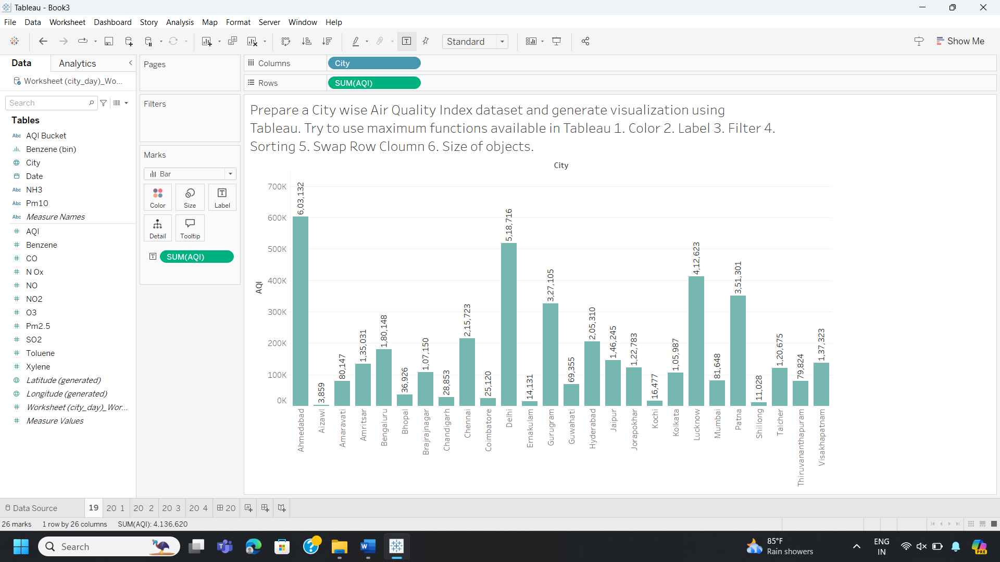 Tableau - Book3
File Data Worksheet Dashboard Story Analysis Map Format Server Window Help
Standard
Show Me
Data Analytics
Worksheet (city_day)_Wo...
Search
Tables
Abc AQI Bucket
Benzene (bin)
City
Date
Abc NH3
Abc Pm10
Abc Measure Names
# AQI
# Benzene
# CO
# N Ox
# NO
# NO2
# O3
# Pm2.5
# SO2
# Toluene
# Xylene
Latitude (generated)
Longitude (generated)
# Worksheet (city_day)_Wor...
# Measure Values
Pages
Filters
Marks
Bar
Color Size Label
Detail Tooltip
SUM(AQI)
Columns City
Rows SUM(AQI)
Prepare a City wise Air Quality Index dataset and generate visualization using
Tableau. Try to use maximum functions available in Tableau 1. Color 2. Label 3. Filter 4.
Sorting 5. Swap Row Cloumn 6. Size of objects.
City
AQI
700K
600K
500K
400K
300K
200K
100K
0K
6,03,132
3,859
80,147
1,35,031
1,80,148
36,926
1,07,150
28,853
2,15,723
25,120
5,18,716
14,131
3,27,105
69,355
2,05,310
1,46,245
1,22,783
16,477
1,05,987
4,12,623
81,648
3,51,301
11,028
1,20,675
79,824
1,37,323
Ahmedabad
Aizawl
Amaravati
Amritsar
Bengaluru
Bhopal
Brajrajnagar
Chandigarh
Chennai
Coimbatore
Delhi
Ernakulam
Gurugram
Guwahati
Hyderabad
Jaipur
Jorapokhar
Kochi
Kolkata
Lucknow
Mumbai
Patna
Shillong
Talcher
Thiruvananthapuram
Visakhapatnam
Data Source 19 20 1 20 2 20 3 20 4 20
26 marks 1 row by 26 columns SUM(AQI): 4,136,620
Search
85°F
Rain showers
ENG
IN
PRE